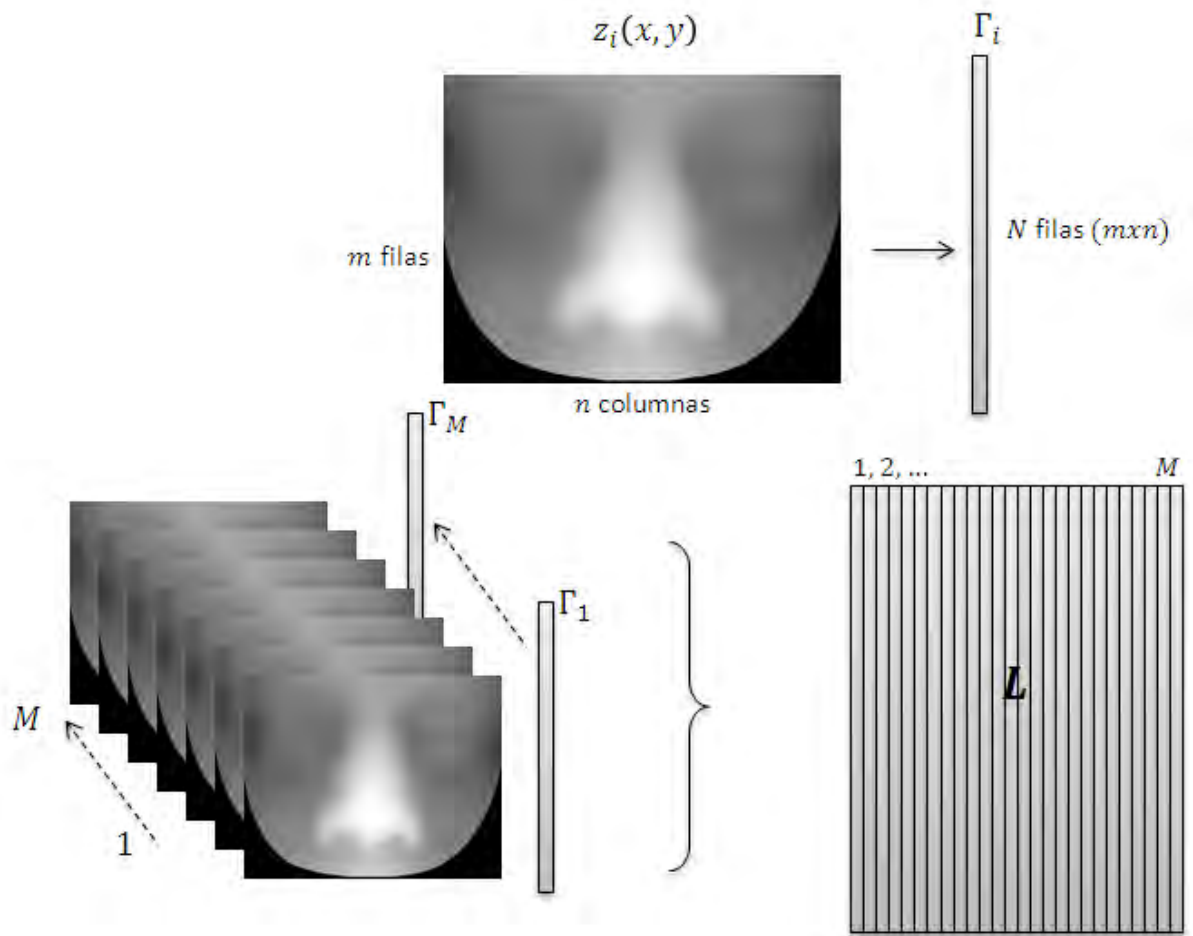 z_i(x, y)
Γ_i
m filas
N filas (mxn)
n columnas
Γ_M
1, 2, ...
M
Γ_1
L
M
1